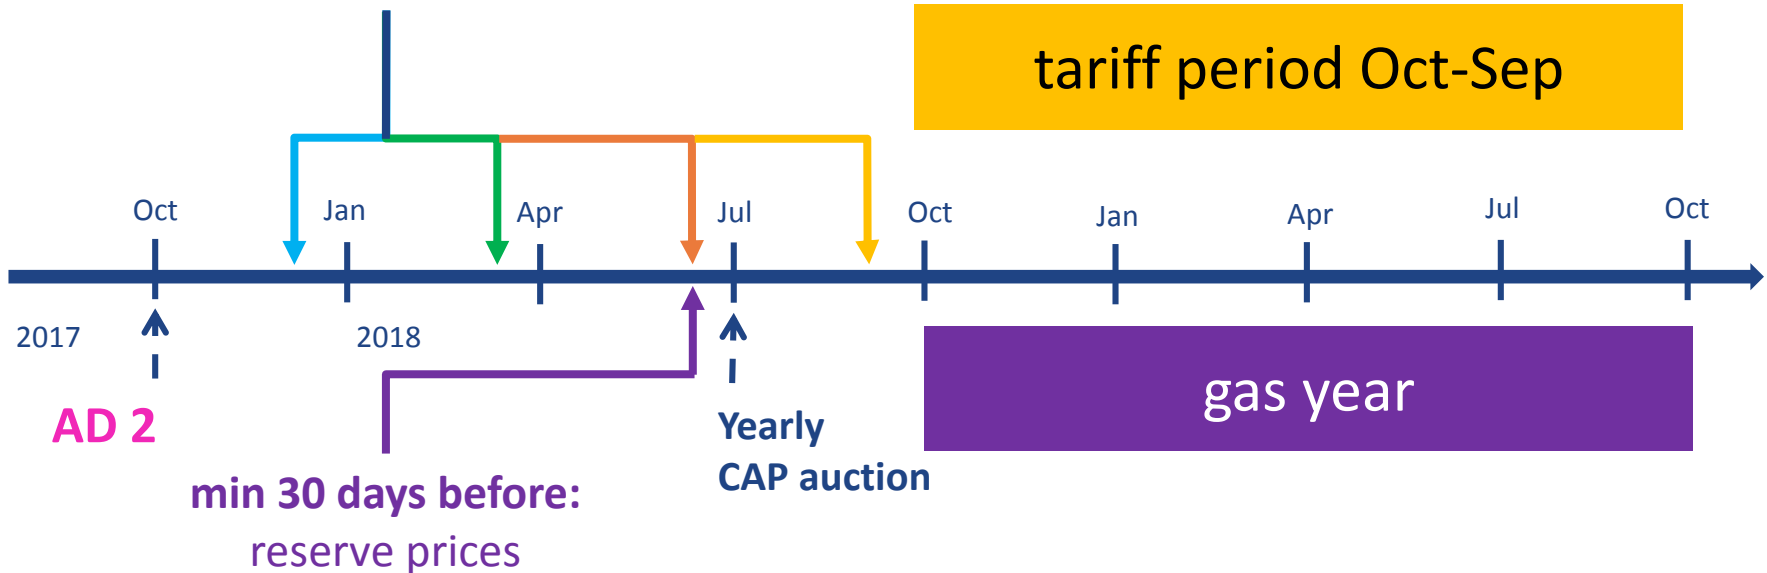 tariff period Oct-Sep
Oct
Jan
Apr
Jul
Oct
Jan
Apr
Jul
Oct
2017
2018
AD 2
Yearly
CAP auction
gas year
min 30 days before:
reserve prices